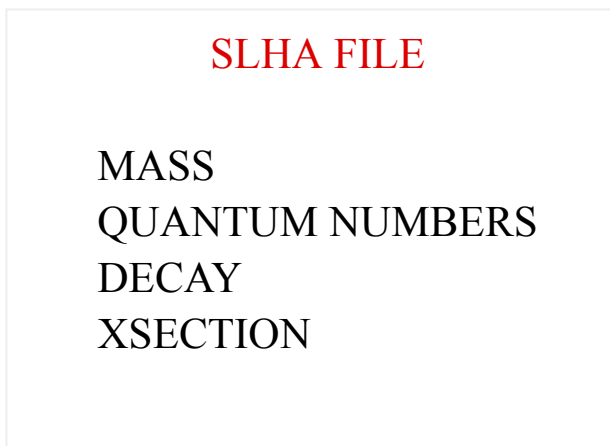 SLHA FILE
MASS
QUANTUM NUMBERS
DECAY
XSECTION